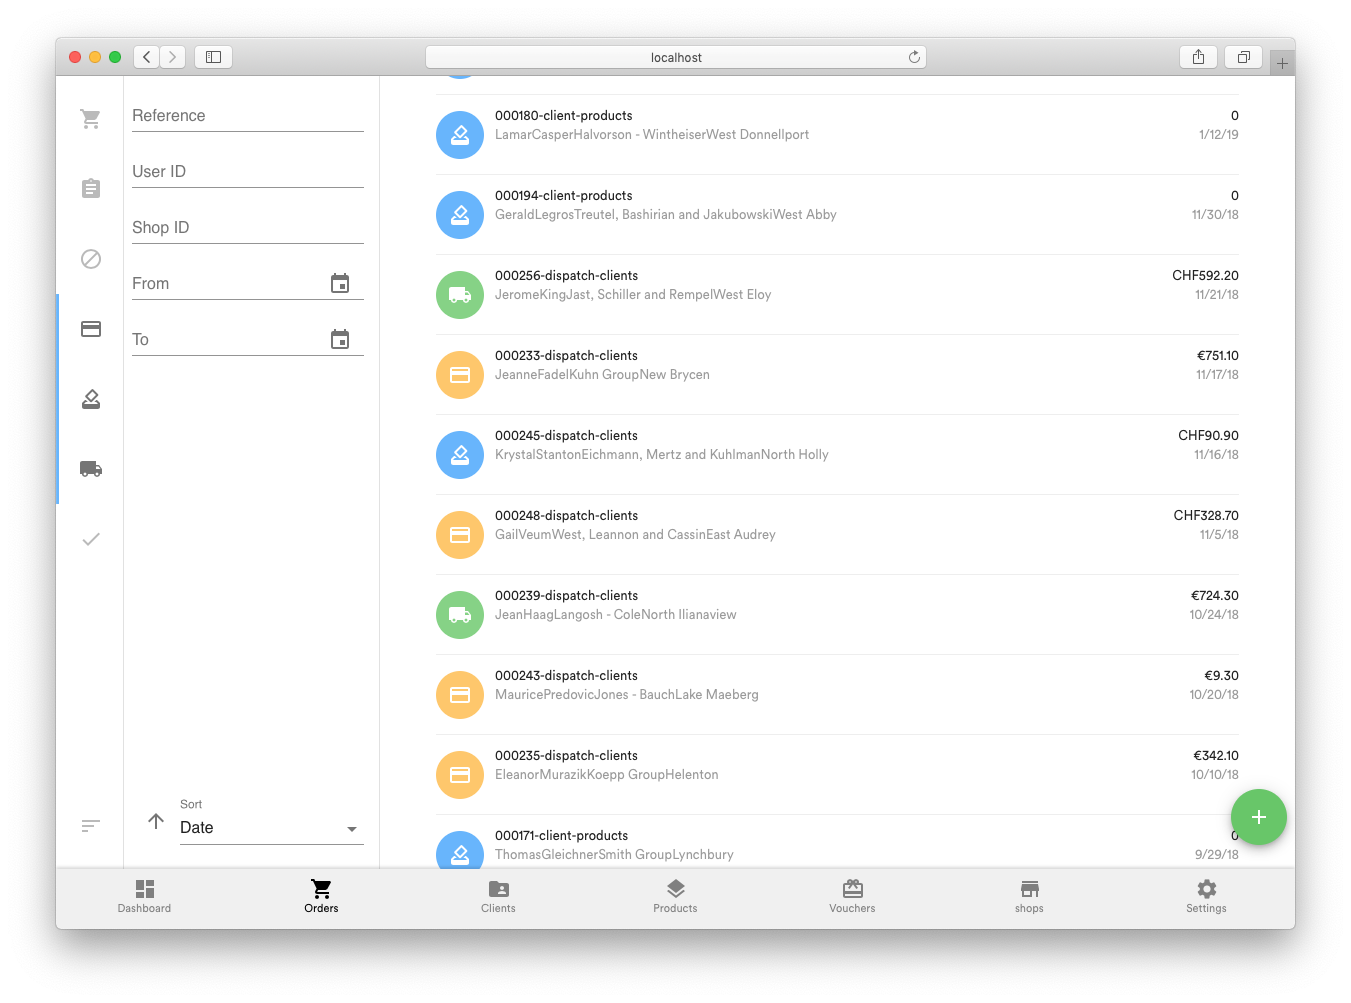 localhost
Reference
User ID
Shop ID
From
To
Sort
Date
000180-client-products 0
LamarCasperHalvorson - WintheiserWest Donnellport 1/12/19
000194-client-products 0
GeraldLegrosTreutel, Bashirian and JakubowskiWest Abby 11/30/18
000256-dispatch-clients CHF592.20
JeromeKingJast, Schiller and RempelWest Eloy 11/21/18
000233-dispatch-clients €751.10
JeanneFadelKuhn GroupNew Brycen 11/17/18
000245-dispatch-clients CHF90.90
KrystalStantonEichmann, Mertz and KuhlmanNorth Holly 11/16/18
000248-dispatch-clients CHF328.70
GailVeumWest, Leannon and CassinEast Audrey 11/5/18
000239-dispatch-clients €724.30
JeanHaagLangosh - ColeNorth Ilianaview 10/24/18
000243-dispatch-clients €9.30
MauricePredovicJones - BauchLake Maeberg 10/20/18
000235-dispatch-clients €342.10
EleanorMurazikKoepp GroupHelenton 10/10/18
000171-client-products 0
ThomasGleichnerSmith GroupLynchbury 9/29/18
Dashboard Orders Clients Products Vouchers shops Settings